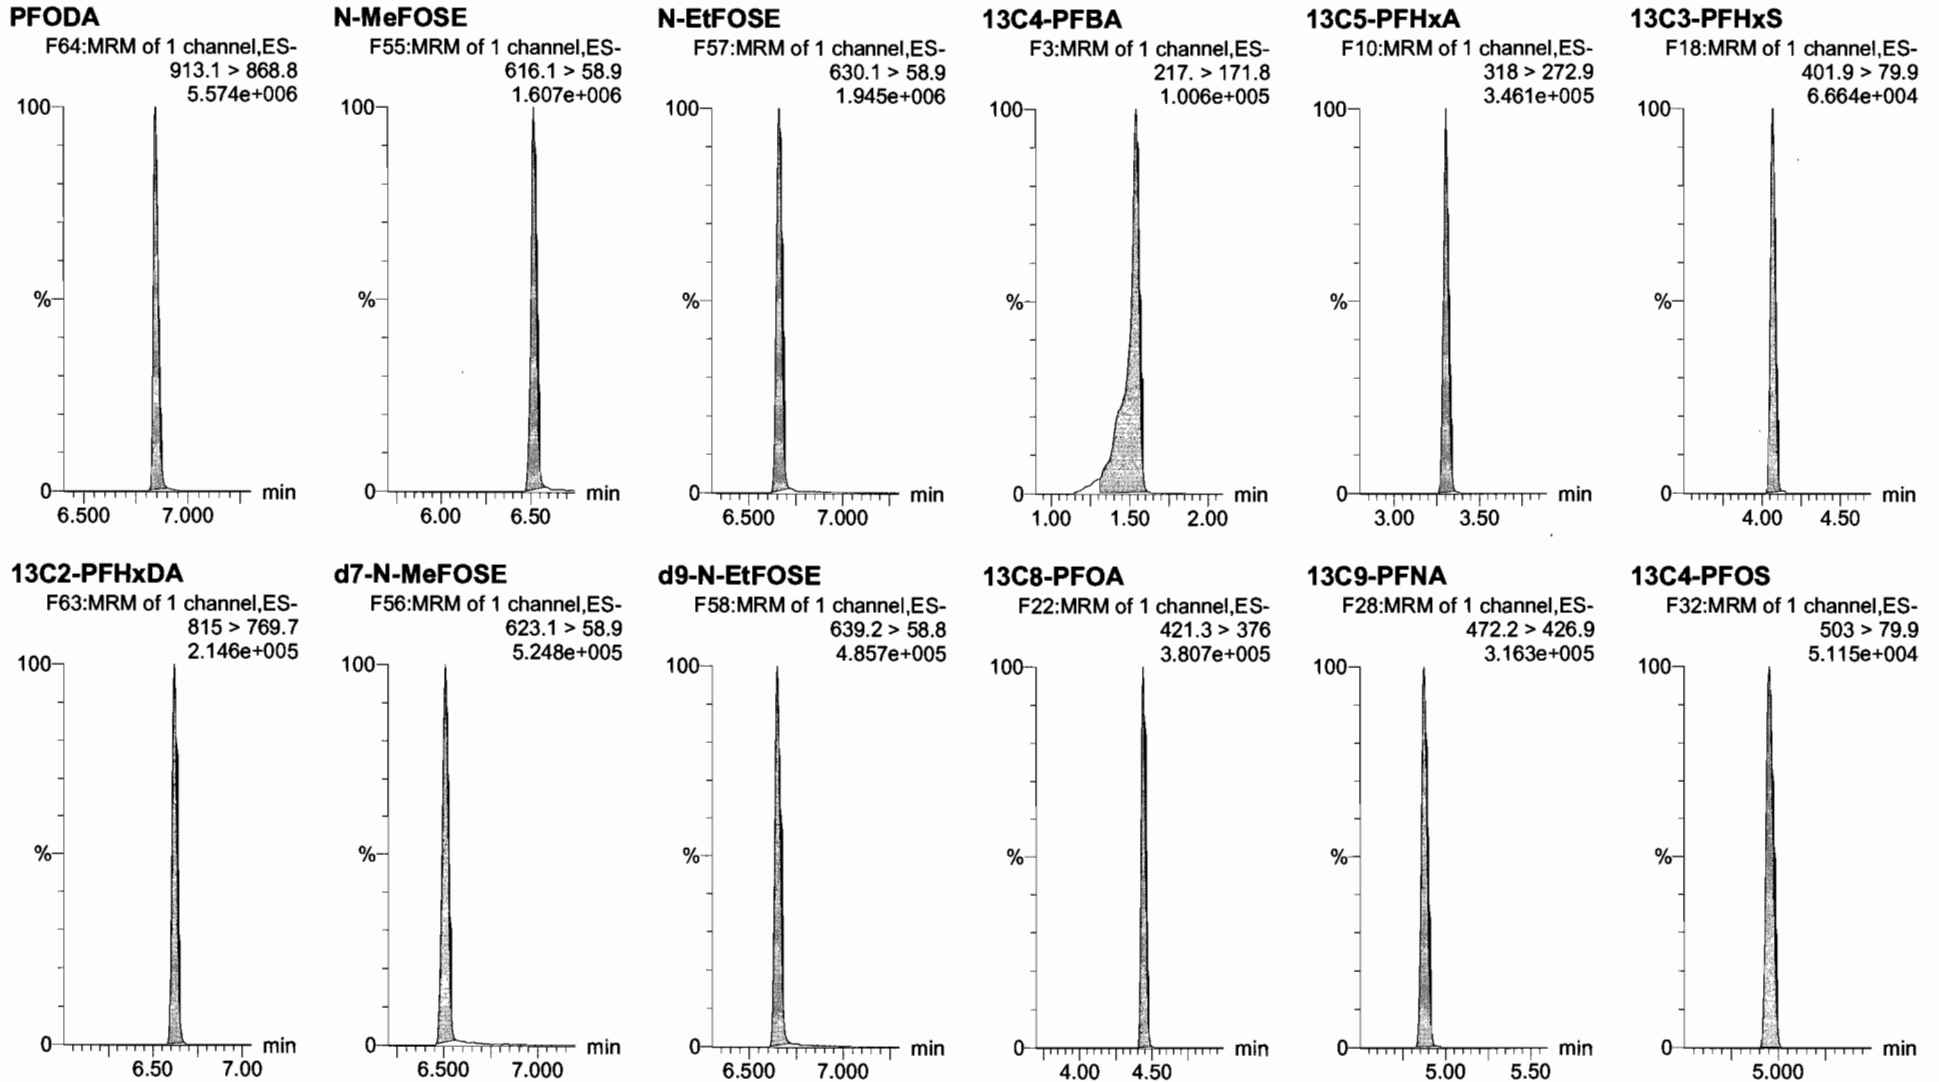 PFODA
F64:MRM of 1 channel,ES-
913.1 > 868.8
5.574e+006
100
%
0
min
6.500 7.000
N-MeFOSE
F55:MRM of 1 channel,ES-
616.1 > 58.9
1.607e+006
100
%
0
min
6.00 6.50
N-EtFOSE
F57:MRM of 1 channel,ES-
630.1 > 58.9
1.945e+006
100
%
0
min
6.500 7.000
13C4-PFBA
F3:MRM of 1 channel,ES-
217. > 171.8
1.006e+005
100
%
0
min
1.00 1.50 2.00
13C5-PFHxA
F10:MRM of 1 channel,ES-
318 > 272.9
3.461e+005
100
%
0
min
3.00 3.50
13C3-PFHxS
F18:MRM of 1 channel,ES-
401.9 > 79.9
6.664e+004
100
%
0
min
4.00 4.50
13C2-PFHxDA
F63:MRM of 1 channel,ES-
815 > 769.7
2.146e+005
100
%
0
min
6.50 7.00
d7-N-MeFOSE
F56:MRM of 1 channel,ES-
623.1 > 58.9
5.248e+005
100
%
0
min
6.500 7.000
d9-N-EtFOSE
F58:MRM of 1 channel,ES-
639.2 > 58.8
4.857e+005
100
%
0
min
6.500 7.000
13C8-PFOA
F22:MRM of 1 channel,ES-
421.3 > 376
3.807e+005
100
%
0
min
4.00 4.50
13C9-PFNA
F28:MRM of 1 channel,ES-
472.2 > 426.9
3.163e+005
100
%
0
min
5.00 5.50
13C4-PFOS
F32:MRM of 1 channel,ES-
503 > 79.9
5.115e+004
100
%
0
min
5.000